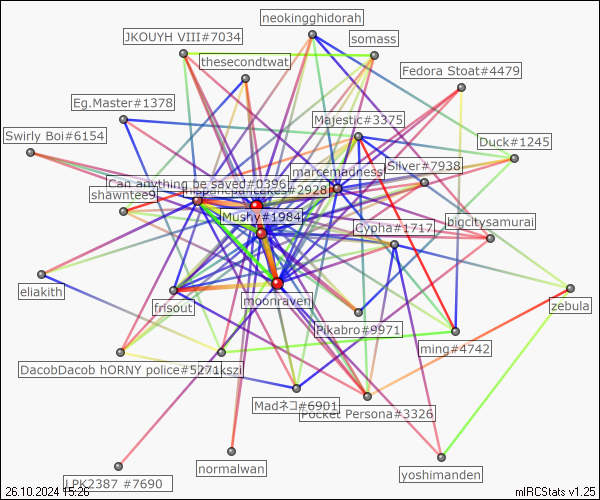 neokingghidorah
JKOUYH VIII#7034
somass
thesecondtwat
Fedora Stoat#4479
Eg.Master#1378
Majestic#3375
Swirly Boi#6154
Duck#1245
Silver#7938
marcemadness
Can anything be saved#0396
#2928
shawntee9
Mushy#1984
bigcitysamurai
Cypha#1717
eliakith
moonraven
frisout
zebula
Pikabro#9971
ming#4742
DacobDacob hORNY police#5271
kszi
Madネコ#6901
Pocket Persona#3326
normalwan
yoshimanden
LPK2387 #7690
26.10.2024 15:26
mIRCStats v1.25